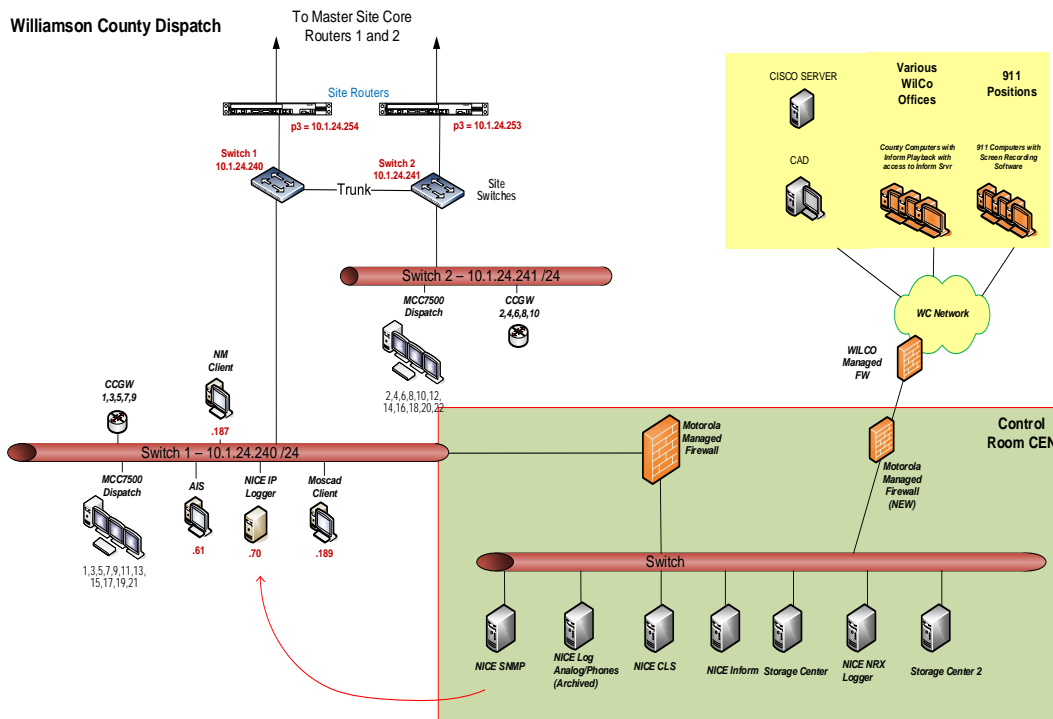 Williamson County Dispatch
To Master Site Core
Routers 1 and 2
Site Routers
p3 = 10.1.24.254
p3 = 10.1.24.253
Switch 1
10.1.24.240
Switch 2
10.1.24.241
Trunk
Site
Switches
CISCO SERVER
CAD
Various
WilCo
Offices
County Computers with
Inform Playback with
access to Inform Srvr
911
Positions
911 Computers with
Screen Recording
Software
WC Network
WILCO
Managed
FW
Switch 2 – 10.1.24.241 /24
MCC7500
Dispatch
2,4,6,8,10,12,
14,16,18,20,22
CCGW
2,4,6,8,10
NM
Client
.187
CCGW
1,3,5,7,9
Switch 1 – 10.1.24.240 /24
MCC7500
Dispatch
1,3,5,7,9,11,13,
15,17,19,21
AIS
.61
NICE IP
Logger
.70
Moscad
Client
.189
Motorola
Managed
Firewall
Control
Room CEN
Motorola
Managed
Firewall
(NEW)
Switch
NICE SNMP
NICE Log
Analog/Phones
(Archived)
NICE CLS
NICE Inform
Storage Center
NICE NRX
Logger
Storage Center 2